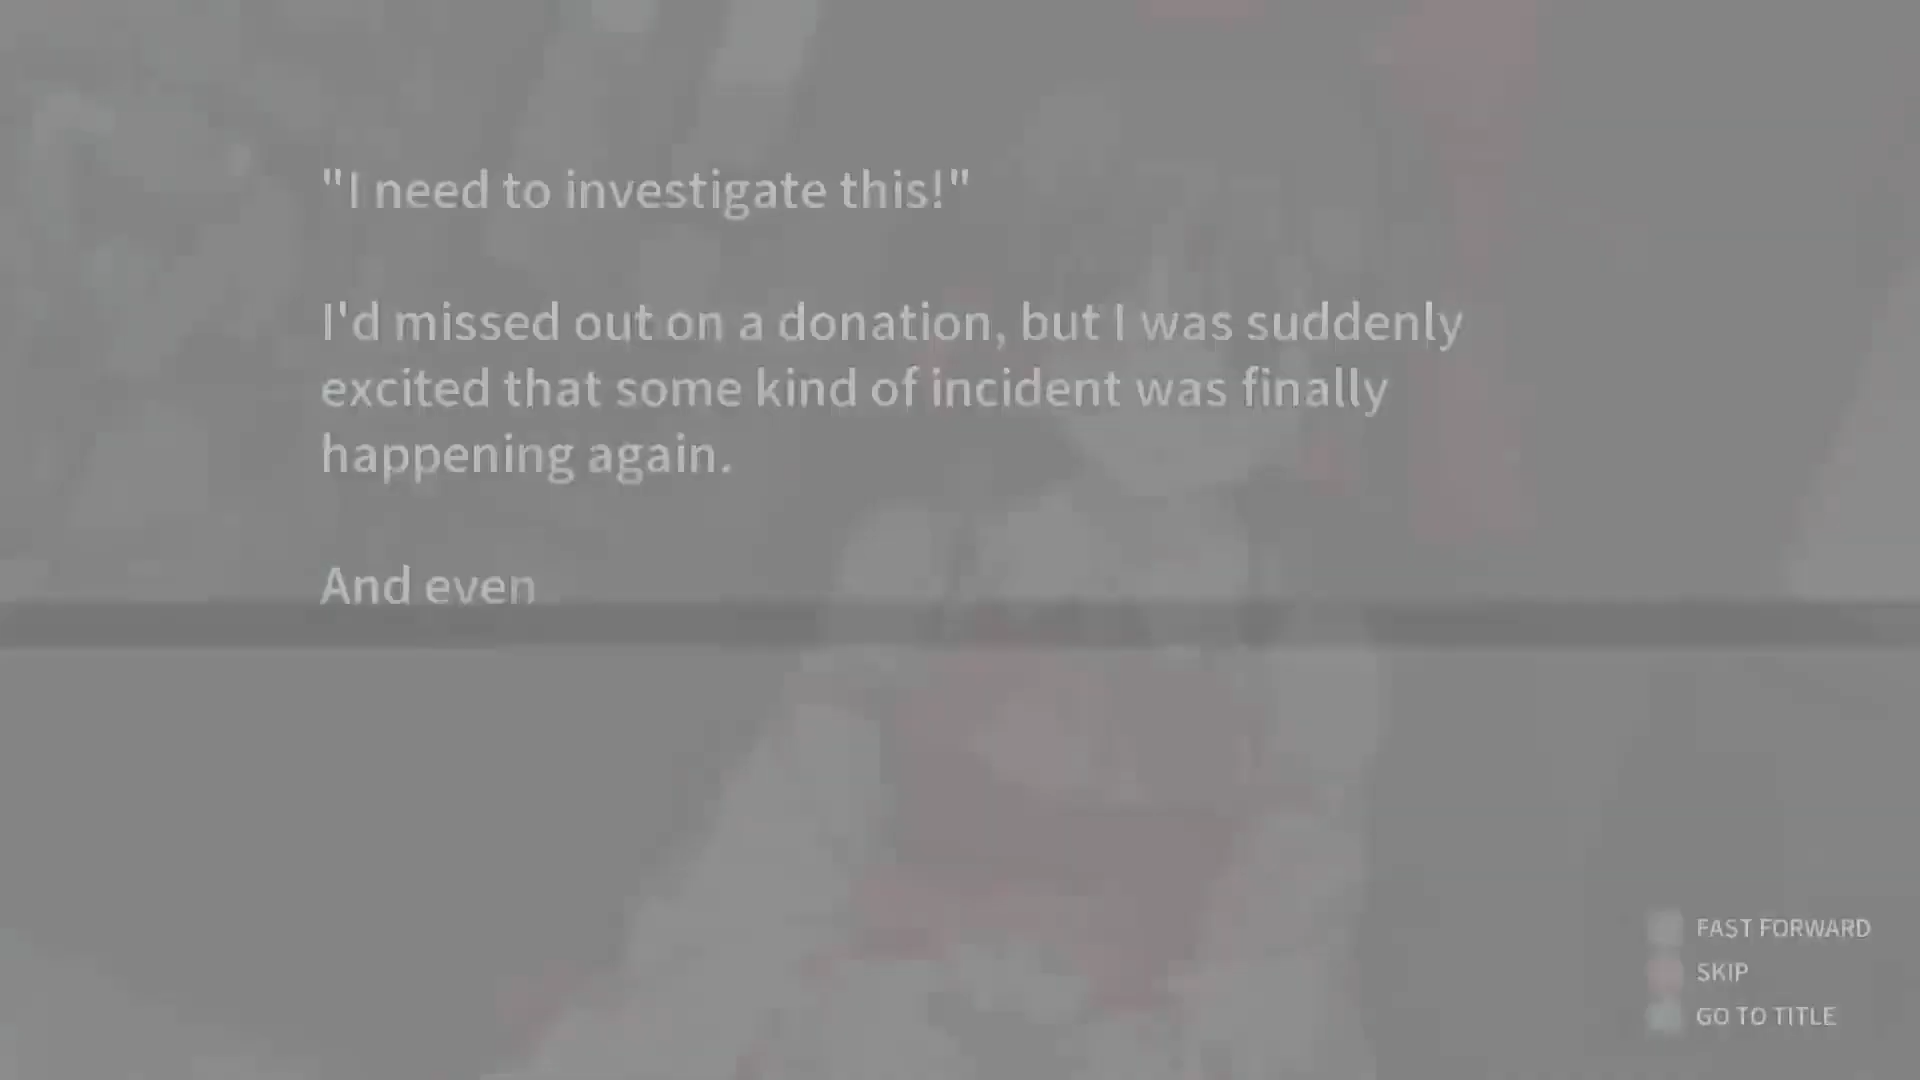 "I need to investigate this!"
I'd missed out on a donation, but I was suddenly
excited that some kind of incident was finally
happening again.
And even
FAST FORWARD
SKIP
GO TO TITLE